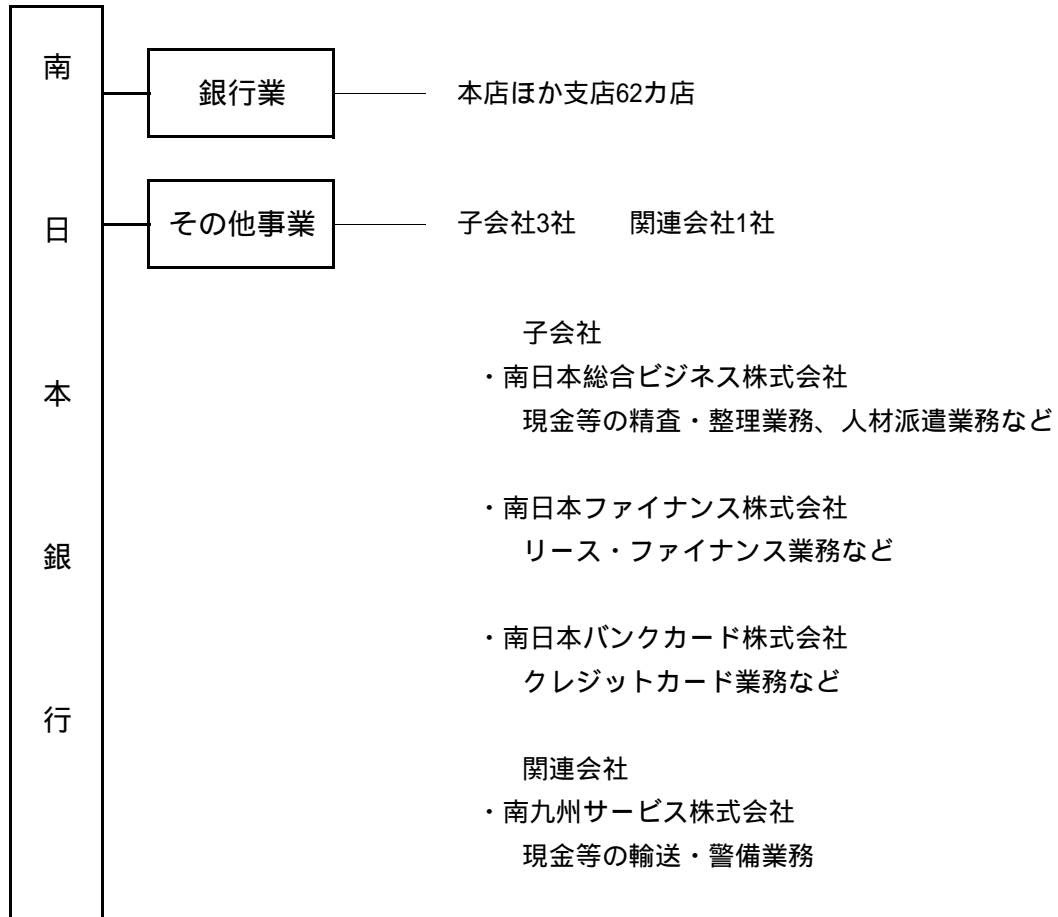 南日本銀行
銀行業 本店ほか支店62カ店
その他事業 子会社3社 関連会社1社
子会社
・南日本総合ビジネス株式会社
現金等の精査・整理業務、人材派遣業務など
・南日本ファイナンス株式会社
リース・ファイナンス業務など
・南日本バンクカード株式会社
クレジットカード業務など
関連会社
・南九州サービス株式会社
現金等の輸送・警備業務